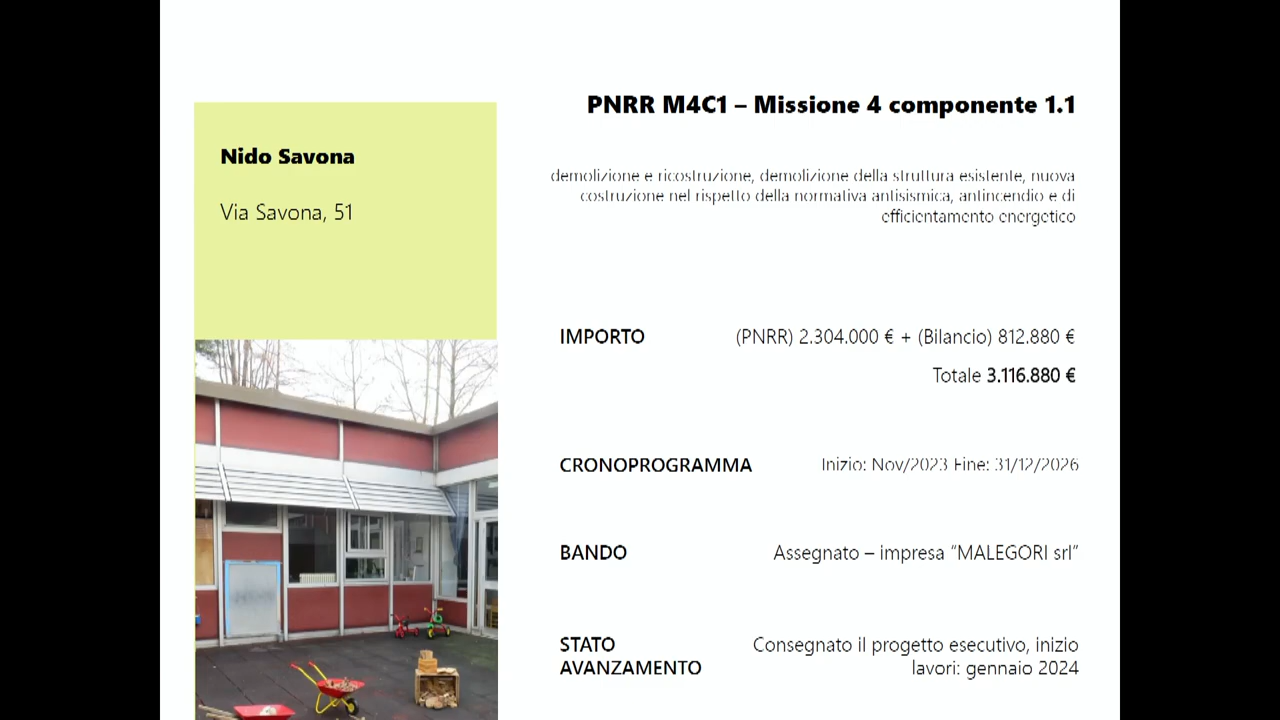 PNRR M4C1 – Missione 4 componente 1.1
Nido Savona
Via Savona, 51
demolizione e ricostruzione, demolizione della struttura esistente, nuova
costruzione nel rispetto della normativa antisismica, antincendio e di
efficientamento energetico
IMPORTO (PNRR) 2.304.000 € + (Bilancio) 812.880 €
Totale 3.116.880 €
CRONOPROGRAMMA Inizio: Nov/2023 Fine: 31/12/2026
BANDO Assegnato – impresa “MALEGORI srl”
STATO Consegnato il progetto esecutivo, inizio
AVANZAMENTO lavori: gennaio 2024